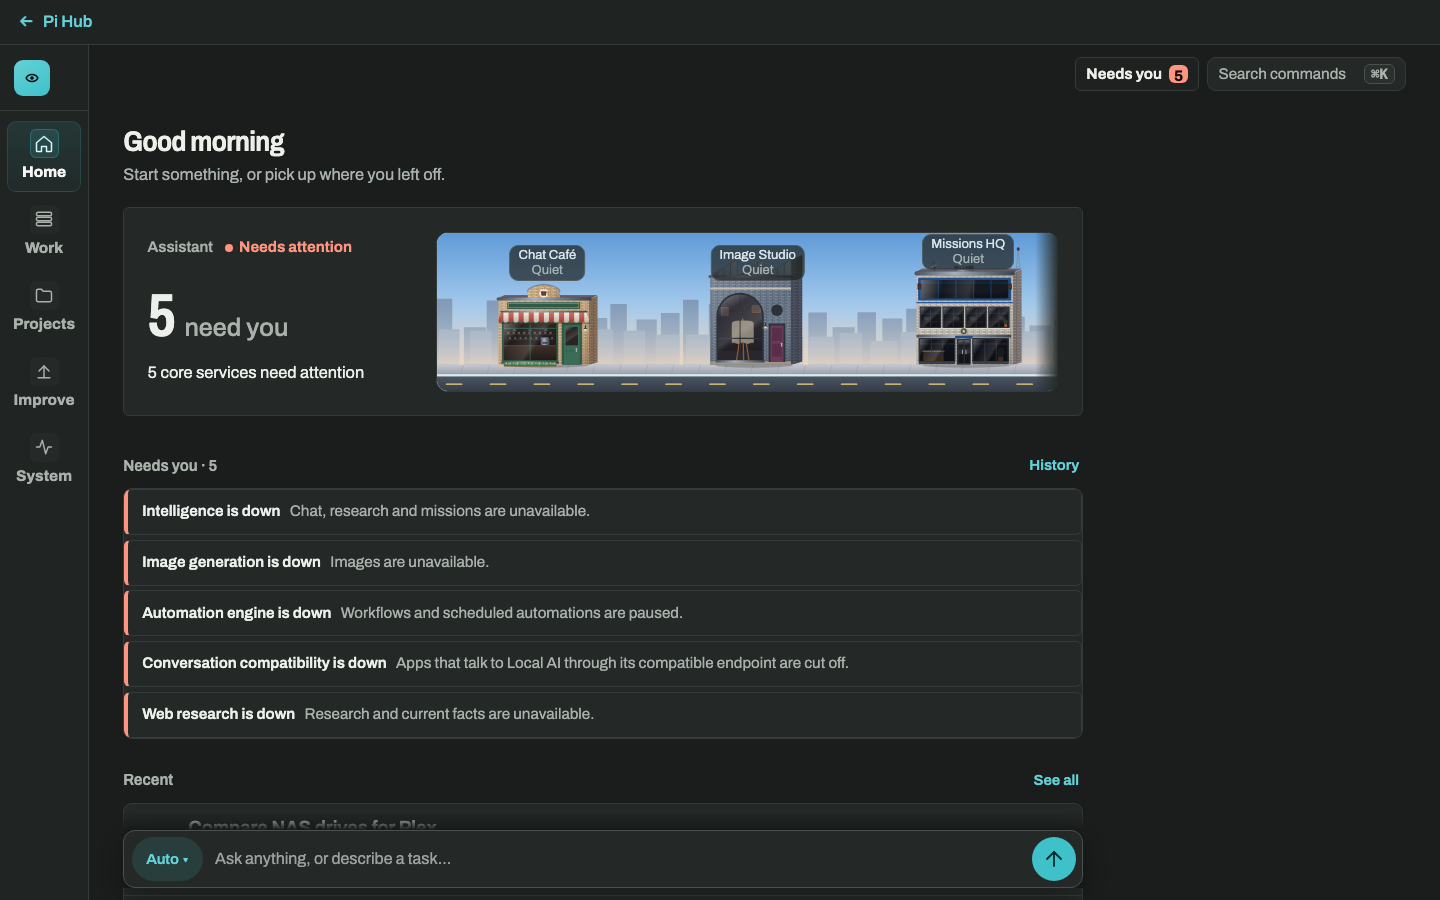 ← Pi Hub
Needs you 5
Search commands ⌘K
Home
Work
Projects
Improve
System
Good morning
Start something, or pick up where you left off.
Assistant • Needs attention
5 need you
5 core services need attention
Chat Café
Quiet
Image Studio
Quiet
Missions HQ
Quiet
Needs you · 5
History
Intelligence is down Chat, research and missions are unavailable.
Image generation is down Images are unavailable.
Automation engine is down Workflows and scheduled automations are paused.
Conversation compatibility is down Apps that talk to Local AI through its compatible endpoint are cut off.
Web research is down Research and current facts are unavailable.
Recent
See all
Compare NAS drives for Plex
Auto ▾
Ask anything, or describe a task...